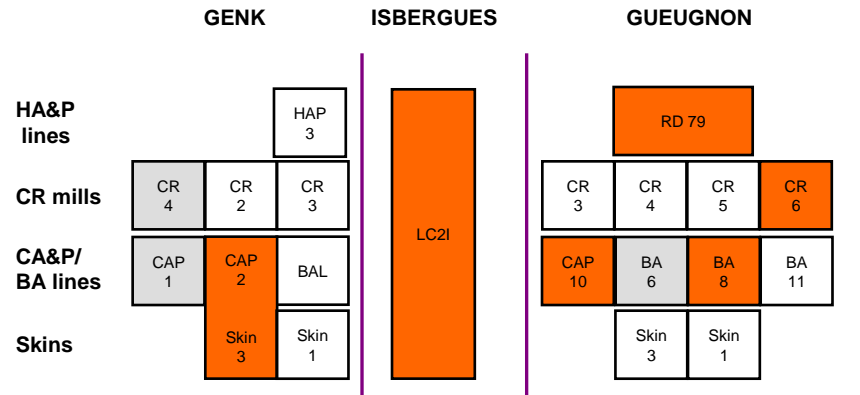 GENK ISBERGUES GUEUGNON
HA&P
lines
HAP
3
RD 79
CR mills
CR
4
CR
2
CR
3
CR
3
CR
4
CR
5
CR
6
LC2I
CA&P/
BA lines
CAP
1
CAP
2
BAL
CAP
10
BA
6
BA
8
BA
11
Skins
Skin
3
Skin
1
Skin
3
Skin
1